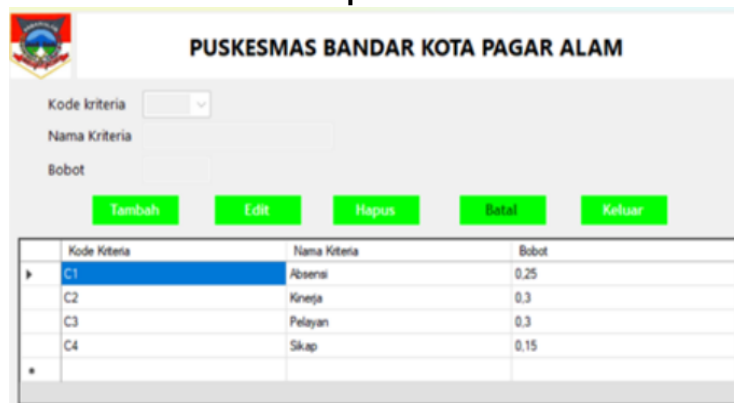 PUSKESMAS BANDAR KOTA PAGAR ALAM
Kode kriteria
Nama Kriteria
Bobot
Tambah Edit Hapus Batal Keluar
Kode Kriteria Nama Kriteria Bobot
C1 Absensi 0,25
C2 Kinerja 0,3
C3 Pelayan 0,3
C4 Sikap 0,15